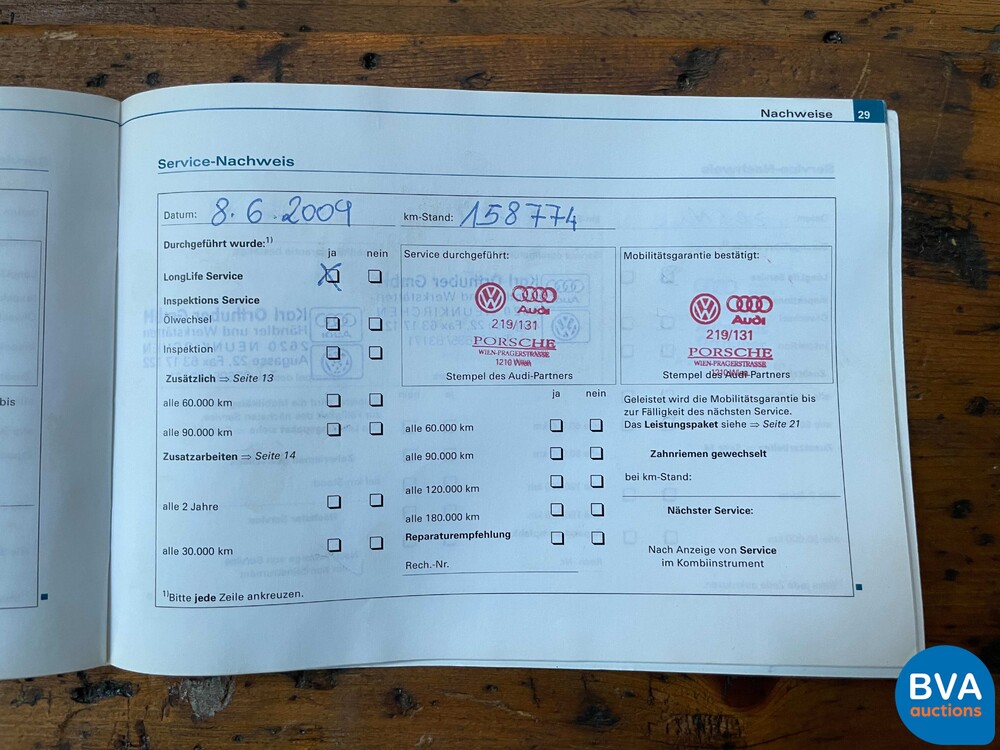 Nachweise 29
Service-Nachweis
Datum: 8.6.2009 km-Stand: 158774
Durchgeführt wurde:1)
ja nein
LongLife Service
Inspektions Service
Ölwechsel
Inspektion
Zusätzlich ⇒ Seite 13
alle 60.000 km
alle 90.000 km
Zusatzarbeiten ⇒ Seite 14
alle 2 Jahre
alle 30.000 km
1)Bitte jede Zeile ankreuzen.
Service durchgeführt:
Audi
219/131
PORSCHE
WIEN-PRAGERSTRASSE
1210 Wien
Stempel des Audi-Partners
ja nein
alle 60.000 km
alle 90.000 km
alle 120.000 km
alle 180.000 km
Reparaturempfehlung
Rech.-Nr.
Mobilitätsgarantie bestätigt:
Audi
219/131
PORSCHE
WIEN-PRAGERSTRASSE
1210 Wien
Stempel des Audi-Partners
Geleistet wird die Mobilitätsgarantie bis
zur Fälligkeit des nächsten Service.
Das Leistungspaket siehe ⇒ Seite 21
Zahnriemen gewechselt
bei km-Stand:
Nächster Service:
Nach Anzeige von Service
im Kombiinstrument
bis
BVA
auctions